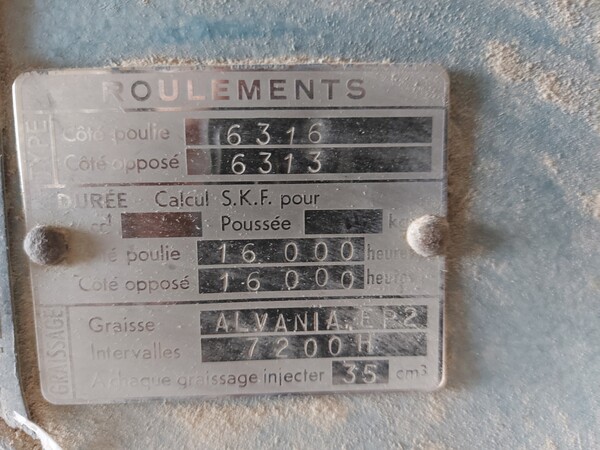 ROULEMENTS
TYPE
Côté poulie 6316
Côté opposé 6313
DURÉE Calcul S.K.F. pour
Poussée
poulie 16 000 heures
Côté opposé 16 000 heures
GRAISSAGE
Graisse ALVANIA.EP2
Intervalles 7200H
A chaque graissage injecter 35 cm³